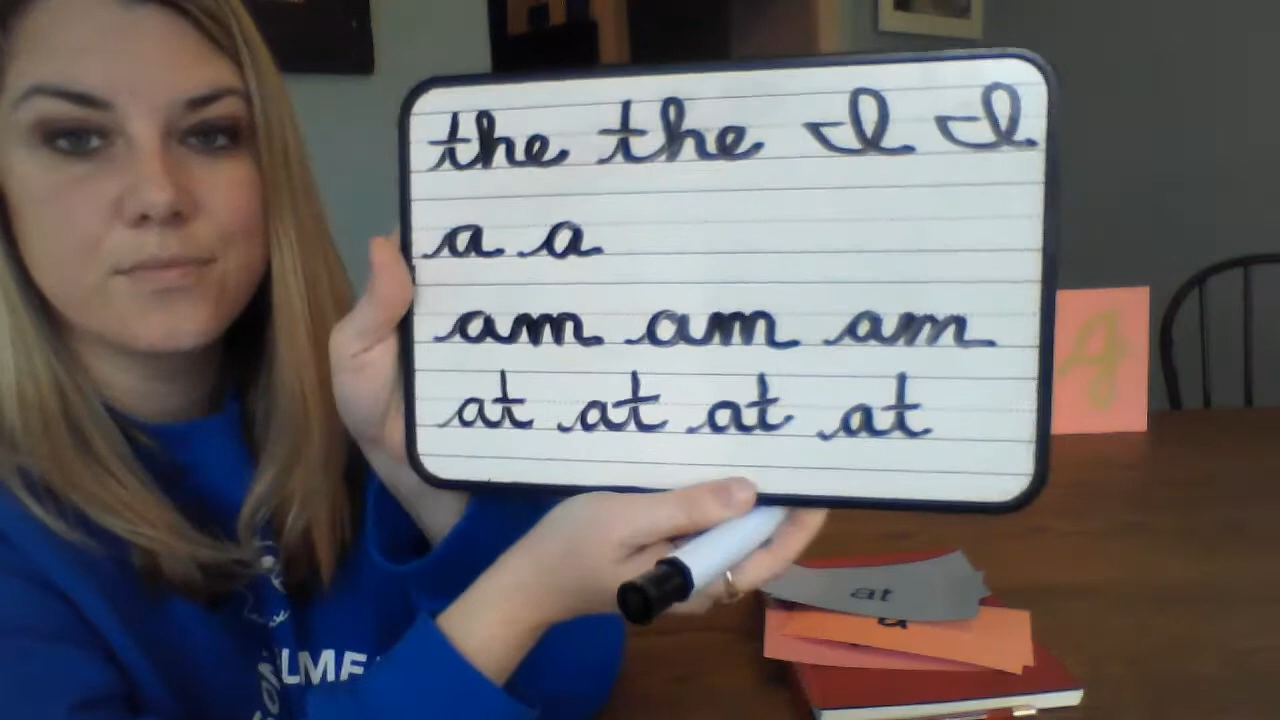 the the I I
a a
am am am
at at at at
at